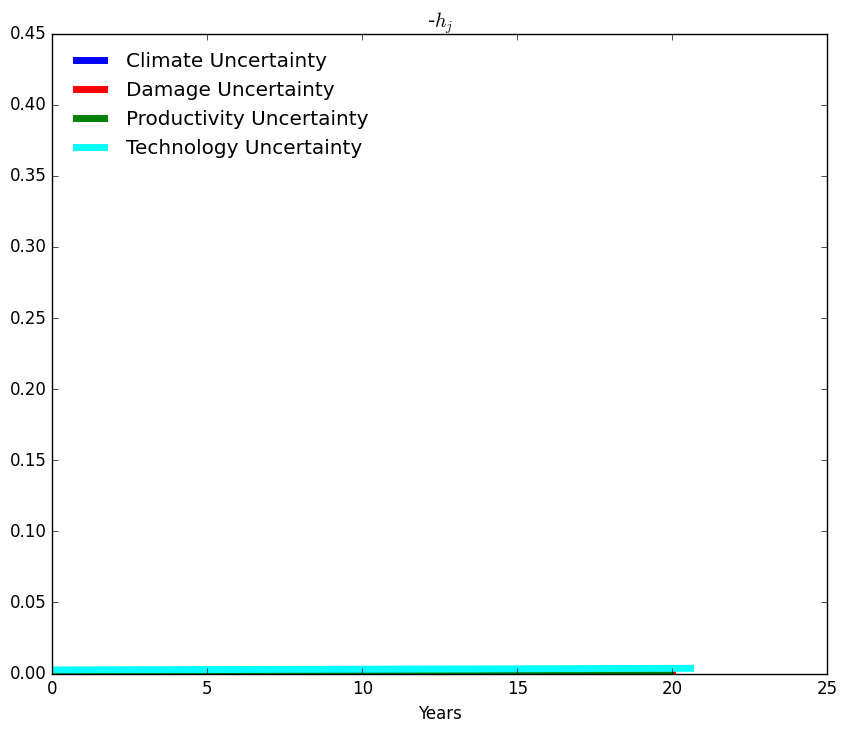 -h_j
0.45
Climate Uncertainty
Damage Uncertainty
Productivity Uncertainty
Technology Uncertainty
0.40
0.35
0.30
0.25
0.20
0.15
0.10
0.05
0.00
0 5 10 15 20 25
Years